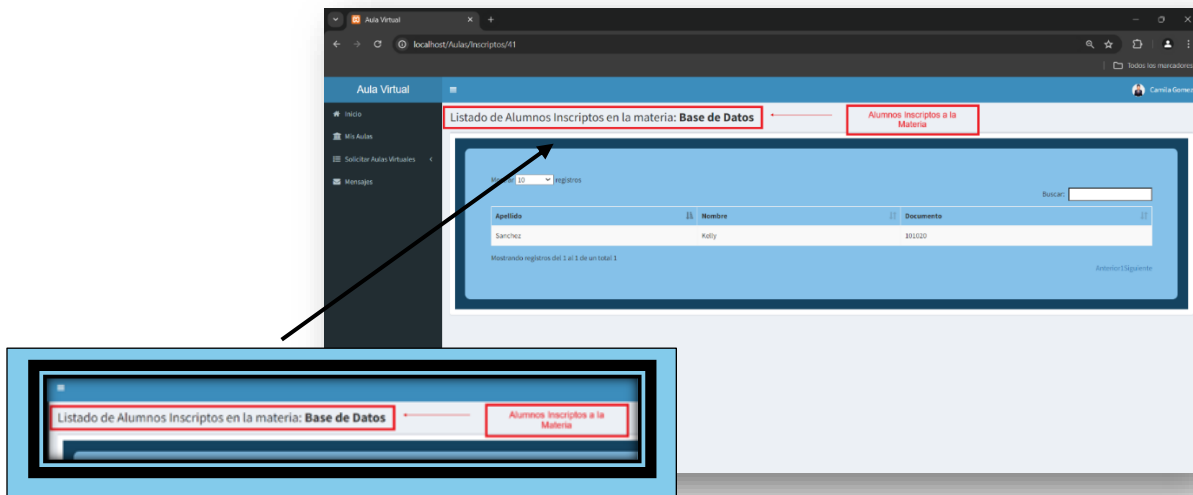 Aula Virtual
localhost/Aulas/Inscriptos/41
Todos los marcadores
Aula Virtual
Camila Gomez
Inicio
Mis Aulas
Solicitar Aulas Virtuales
Mensajes
Listado de Alumnos Inscriptos en la materia: Base de Datos
Alumnos Inscriptos a la
Materia
10 registros
Buscar:
Apellido Nombre Documento
Sanchez Kelly 101020
Mostrando registros del 1 al 1 de un total 1
Anterior1Siguiente
Listado de Alumnos Inscriptos en la materia: Base de Datos
Alumnos Inscriptos a la
Materia